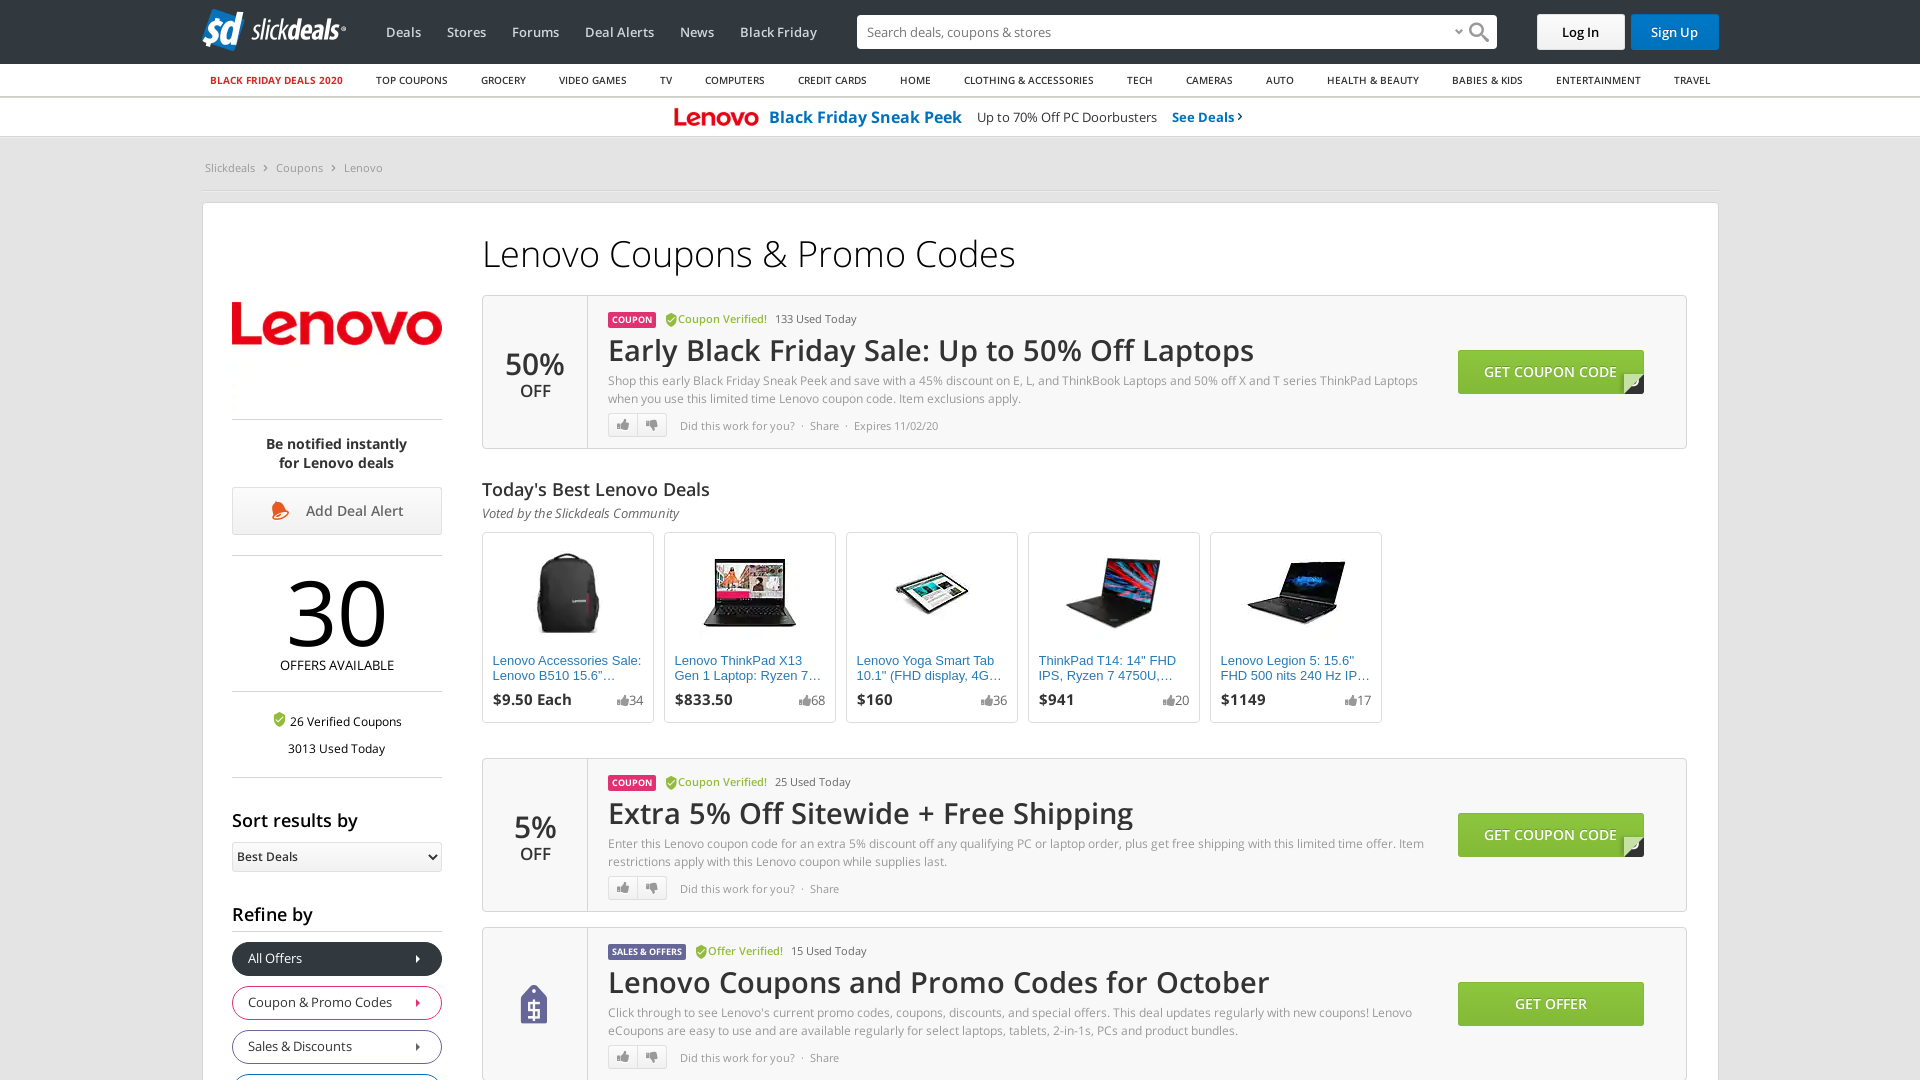 sd slickdeals
Deals Stores Forums Deal Alerts News Black Friday
Search deals, coupons & stores
Log In
Sign Up
BLACK FRIDAY DEALS 2020 TOP COUPONS GROCERY VIDEO GAMES TV COMPUTERS CREDIT CARDS HOME CLOTHING & ACCESSORIES TECH CAMERAS AUTO HEALTH & BEAUTY BABIES & KIDS ENTERTAINMENT TRAVEL
Lenovo Black Friday Sneak Peek Up to 70% Off PC Doorbusters See Deals
Slickdeals > Coupons > Lenovo
Lenovo
Be notified instantly
for Lenovo deals
Add Deal Alert
30
OFFERS AVAILABLE
26 Verified Coupons
3013 Used Today
Sort results by
Best Deals
Refine by
All Offers
Coupon & Promo Codes
Sales & Discounts
Lenovo Coupons & Promo Codes
50%
OFF
COUPON Coupon Verified! 133 Used Today
Early Black Friday Sale: Up to 50% Off Laptops
Shop this early Black Friday Sneak Peek and save with a 45% discount on E, L, and ThinkBook Laptops and 50% off X and T series ThinkPad Laptops
when you use this limited time Lenovo coupon code. Item exclusions apply.
Did this work for you? · Share · Expires 11/02/20
GET COUPON CODE
Today's Best Lenovo Deals
Voted by the Slickdeals Community
Lenovo Accessories Sale:
Lenovo B510 15.6"…
$9.50 Each 34
Lenovo ThinkPad X13
Gen 1 Laptop: Ryzen 7…
$833.50 68
Lenovo Yoga Smart Tab
10.1" (FHD display, 4G…
$160 36
ThinkPad T14: 14" FHD
IPS, Ryzen 7 4750U,…
$941 20
Lenovo Legion 5: 15.6"
FHD 500 nits 240 Hz IP…
$1149 17
5%
OFF
COUPON Coupon Verified! 25 Used Today
Extra 5% Off Sitewide + Free Shipping
Enter this Lenovo coupon code for an extra 5% discount off any qualifying PC or laptop order, plus get free shipping with this limited time offer. Item
restrictions apply with this Lenovo coupon while supplies last.
Did this work for you? · Share
GET COUPON CODE
SALES & OFFERS Offer Verified! 15 Used Today
Lenovo Coupons and Promo Codes for October
Click through to see Lenovo's current promo codes, coupons, discounts, and special offers. This deal updates regularly with new coupons! Lenovo
eCoupons are easy to use and are available regularly for select laptops, tablets, 2-in-1s, PCs and product bundles.
Did this work for you? · Share
GET OFFER